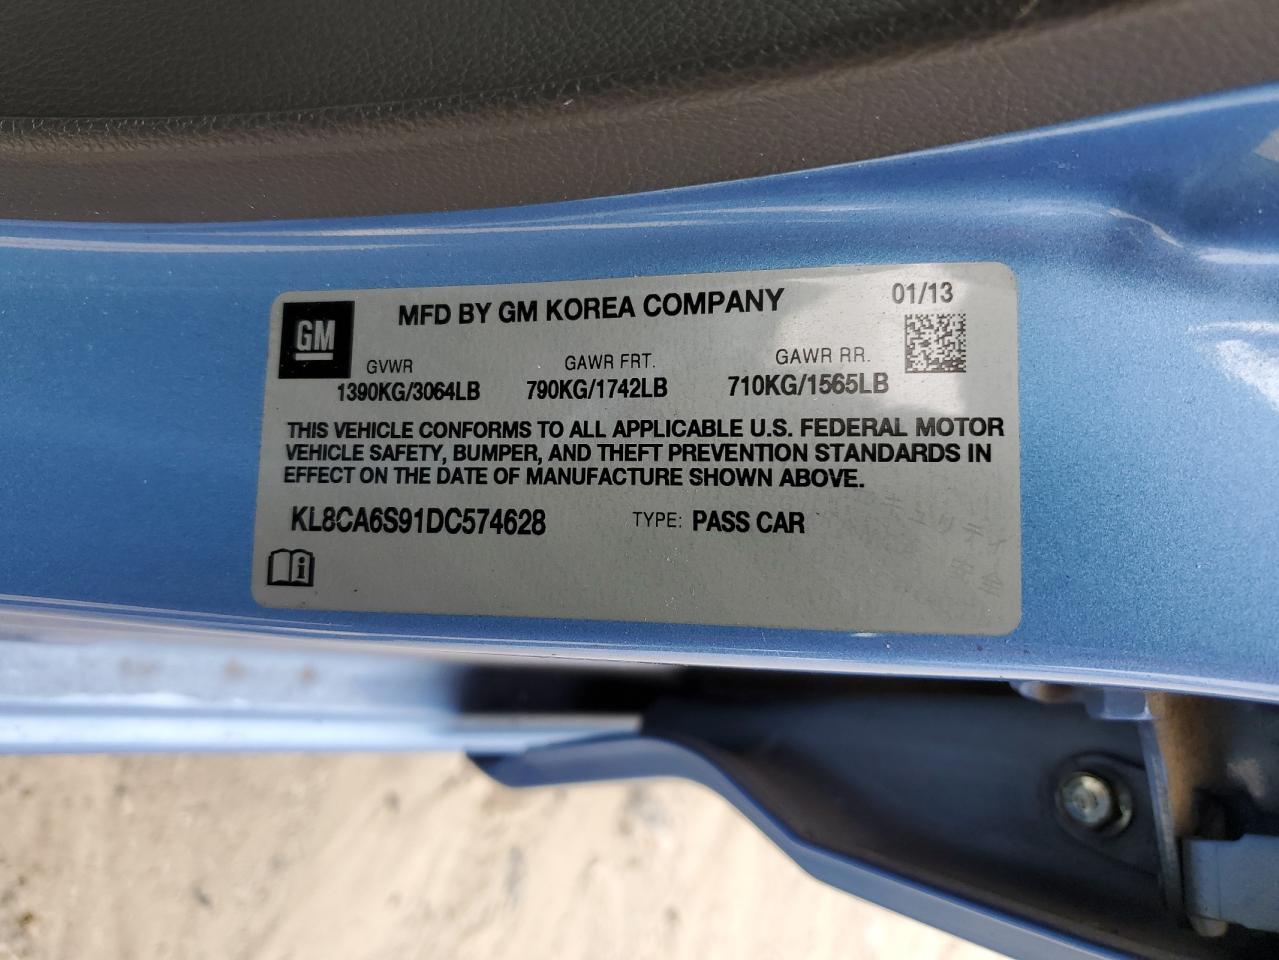 MFD BY GM KOREA COMPANY 01/13
GM
GVWR GAWR FRT. GAWR RR.
1390KG/3064LB 790KG/1742LB 710KG/1565LB
THIS VEHICLE CONFORMS TO ALL APPLICABLE U.S. FEDERAL MOTOR
VEHICLE SAFETY, BUMPER, AND THEFT PREVENTION STANDARDS IN
EFFECT ON THE DATE OF MANUFACTURE SHOWN ABOVE.
KL8CA6S91DC574628 TYPE: PASS CAR
i